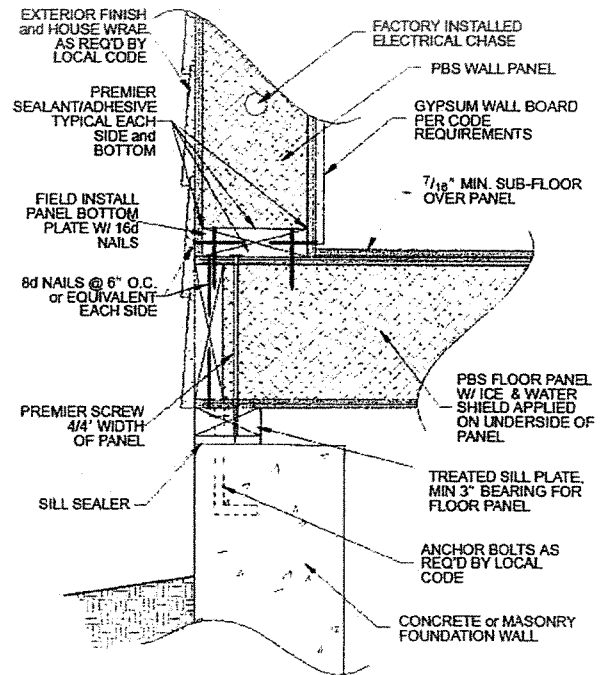 EXTERIOR FINISH
and HOUSE WRAP
AS REQ'D BY
LOCAL CODE
PREMIER
SEALANT/ADHESIVE
TYPICAL EACH
SIDE and
BOTTOM
FIELD INSTALL
PANEL BOTTOM
PLATE W/ 16d
NAILS
8d NAILS @ 6" O.C.
or EQUIVALENT
EACH SIDE
PREMIER SCREW
4/4' WIDTH
OF PANEL
SILL SEALER
FACTORY INSTALLED
ELECTRICAL CHASE
PBS WALL PANEL
GYPSUM WALL BOARD
PER CODE
REQUIREMENTS
7/16" MIN. SUB-FLOOR
OVER PANEL
PBS FLOOR PANEL
W/ ICE & WATER
SHIELD APPLIED
ON UNDERSIDE OF
PANEL
TREATED SILL PLATE,
MIN 3" BEARING FOR
FLOOR PANEL
ANCHOR BOLTS AS
REQ'D BY LOCAL
CODE
CONCRETE or MASONRY
FOUNDATION WALL